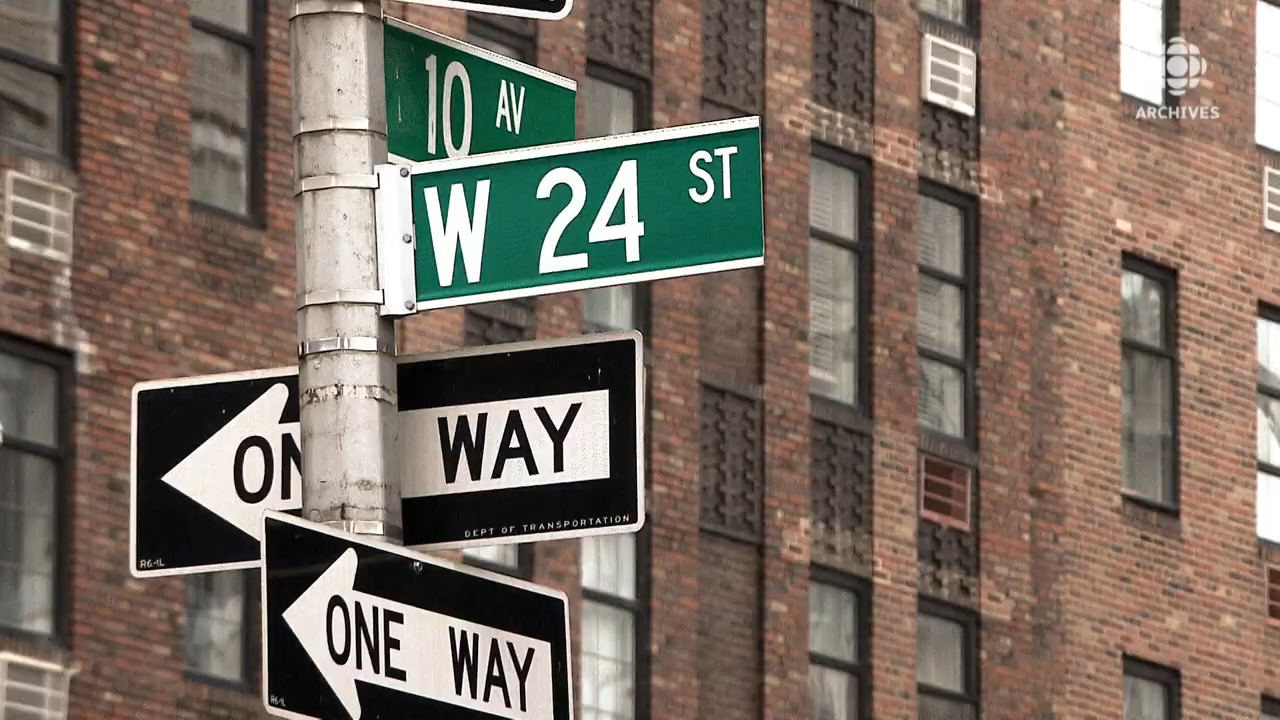 10 AV
W 24 ST
ON WAY
DEPT OF TRANSPORTATION
R6-1L
ONE WAY
R6-1L
ARCHIVES